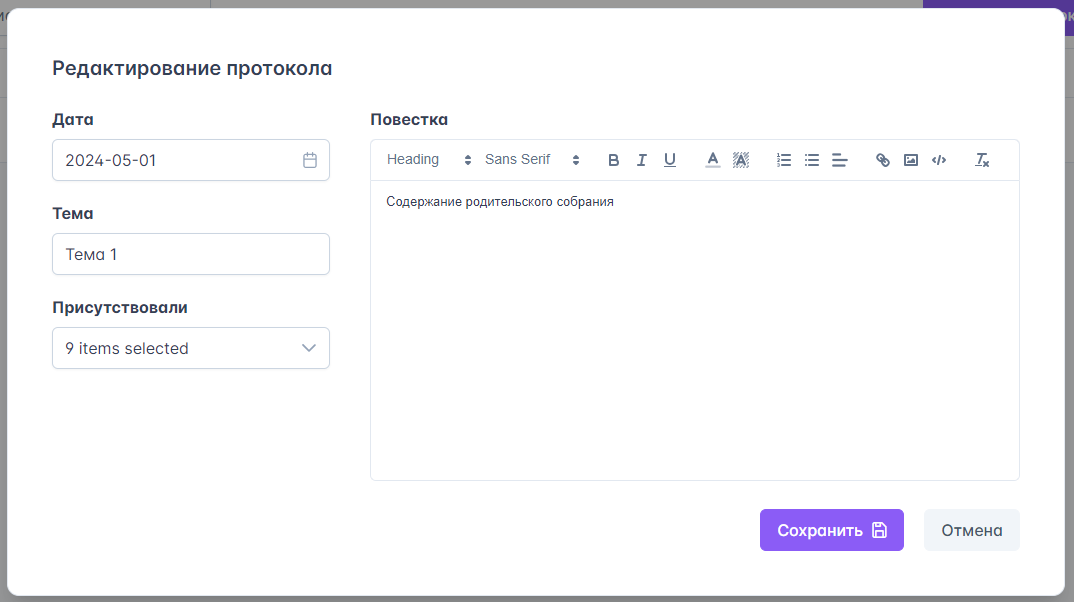 Редактирование протокола
Дата
2024-05-01
Тема
Тема 1
Присутствовали
9 items selected
Повестка
Heading Sans Serif
Содержание родительского собрания
Сохранить Отмена